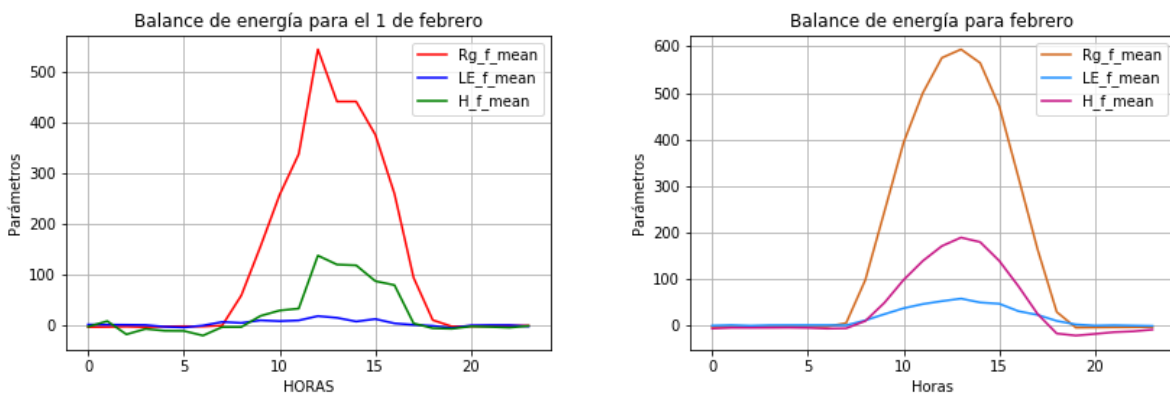 Balance de energía para el 1 de febrero
Rg_f_mean
LE_f_mean
H_f_mean
500
400
300
200
100
0
Parámetros
0
5
10
15
20
HORAS
Balance de energía para febrero
Rg_f_mean
LE_f_mean
H_f_mean
600
500
400
300
200
100
0
Parámetros
0
5
10
15
20
Horas